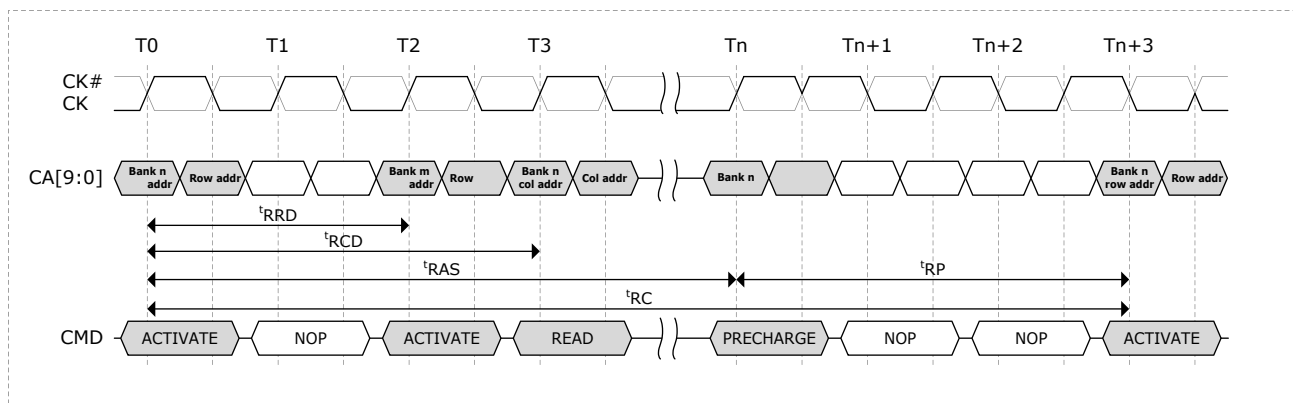 T0 T1 T2 T3 Tn Tn+1 Tn+2 Tn+3
CK#
CK
CA[9:0]
Bank n
addr
Row addr
Bank m
addr
Row
Bank n
col addr
Col addr
Bank n
Bank n
row addr
Row addr
tRRD
tRCD
tRAS tRP
tRC
CMD ACTIVATE NOP ACTIVATE READ PRECHARGE NOP NOP ACTIVATE